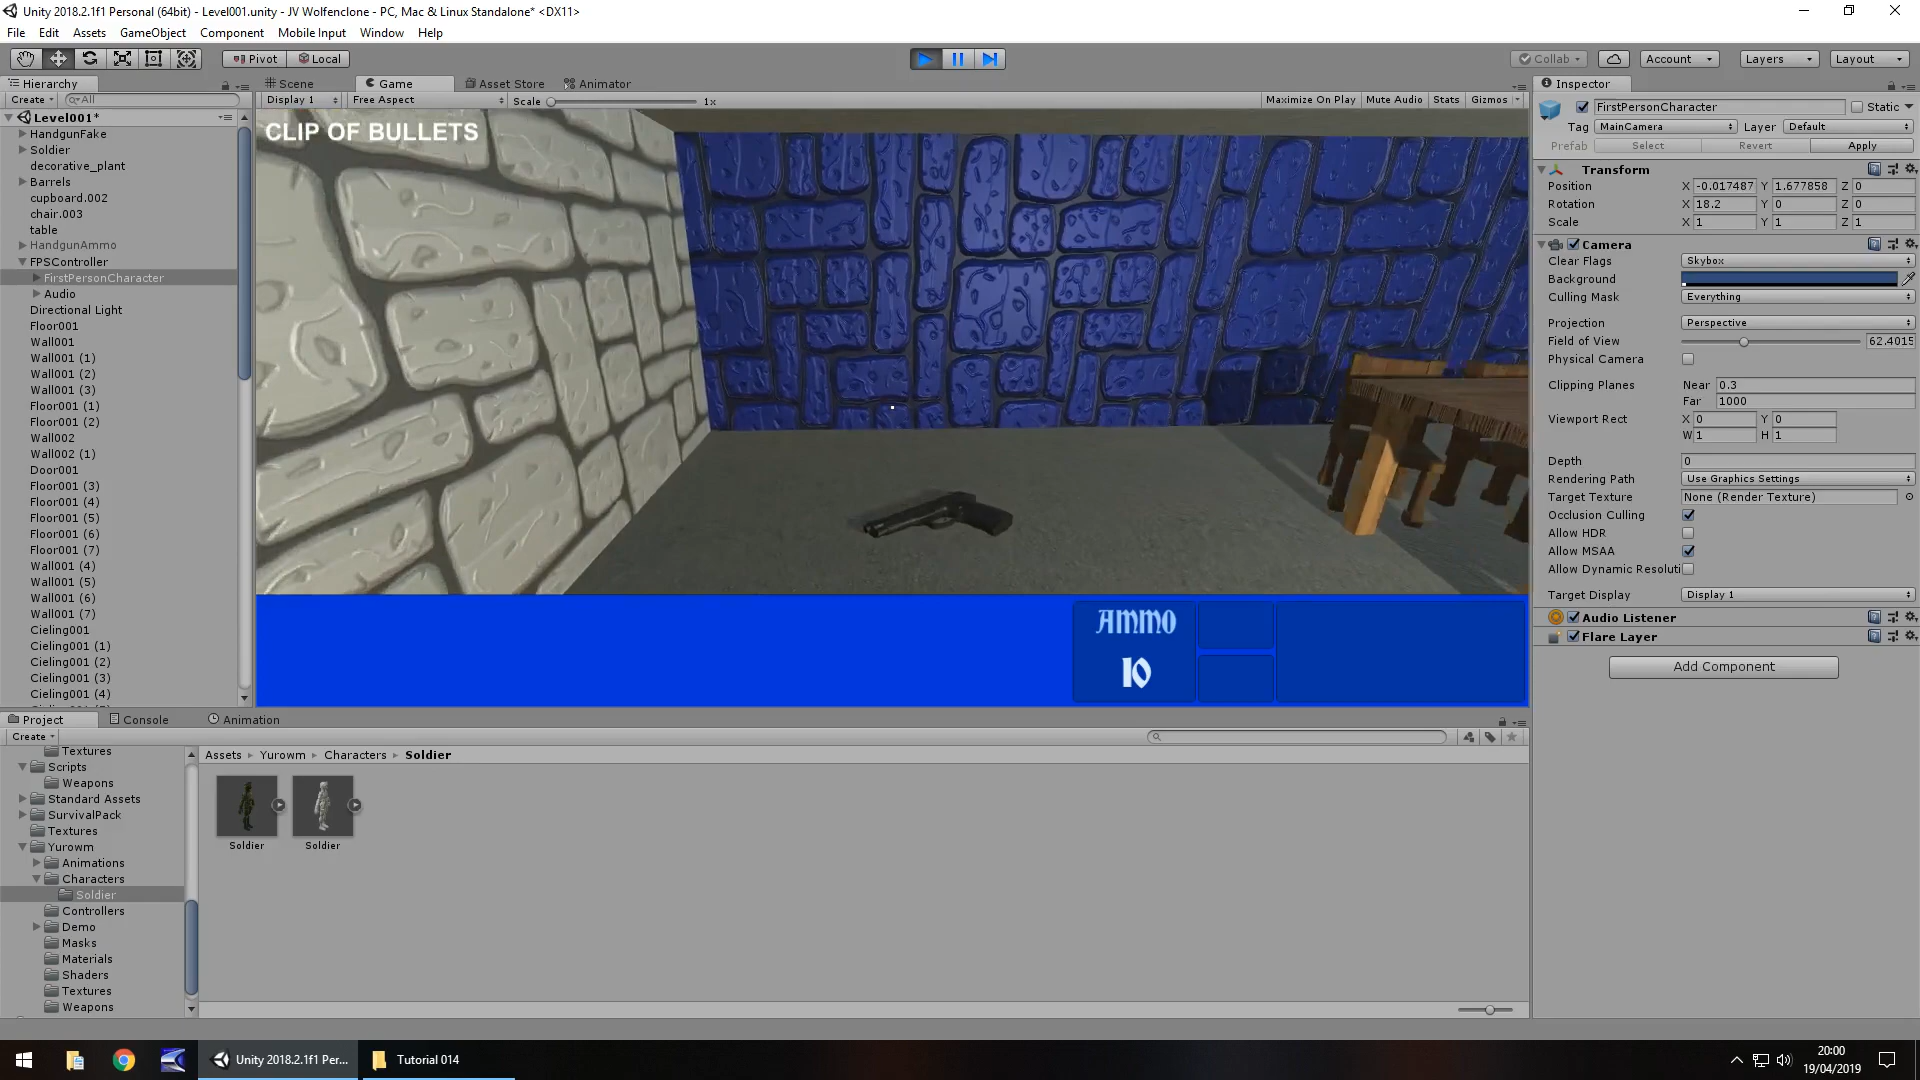 Unity 2018.2.1f1 Personal (64bit) - Level001.unity - JV Wolfenclone - PC, Mac & Linux Standalone* <DX11>
File Edit Assets GameObject Component Mobile Input Window Help
Pivot Local Collab Account Layers Layout
Hierarchy
Create All
Level001*
HandgunFake
Soldier
decorative_plant
Barrels
cupboard.002
chair.003
table
HandgunAmmo
FPSController
FirstPersonCharacter
Audio
Directional Light
Floor001
Wall001
Wall001 (1)
Wall001 (2)
Wall001 (3)
Floor001 (1)
Floor001 (2)
Wall002
Wall002 (1)
Door001
Floor001 (3)
Floor001 (4)
Floor001 (5)
Floor001 (6)
Floor001 (7)
Wall001 (4)
Wall001 (5)
Wall001 (6)
Wall001 (7)
Cieling001
Cieling001 (1)
Cieling001 (2)
Cieling001 (3)
Cieling001 (4)
Scene Game Asset Store Animator
Display 1 Free Aspect Scale 1x Maximize On Play Mute Audio Stats Gizmos
CLIP OF BULLETS
AMMO
10
Inspector
FirstPersonCharacter Static
Tag MainCamera Layer Default
Prefab Select Revert Apply
Transform
Position X -0.017487 Y 1.677858 Z 0
Rotation X 18.2 Y 0 Z 0
Scale X 1 Y 1 Z 1
Camera
Clear Flags Skybox
Background
Culling Mask Everything
Projection Perspective
Field of View 62.4015
Physical Camera
Clipping Planes Near 0.3
Far 1000
Viewport Rect X 0 Y 0
W 1 H 1
Depth 0
Rendering Path Use Graphics Settings
Target Texture None (Render Texture)
Occlusion Culling
Allow HDR
Allow MSAA
Allow Dynamic Resoluti
Target Display Display 1
Audio Listener
Flare Layer
Add Component
Project Console Animation
Create
Textures
Scripts
Weapons
Standard Assets
SurvivalPack
Textures
Yurowm
Animations
Characters
Soldier
Controllers
Demo
Masks
Materials
Shaders
Textures
Weapons
Assets Yurowm Characters Soldier
Soldier Soldier
Unity 2018.2.1f1 Per... Tutorial 014
20:00
19/04/2019